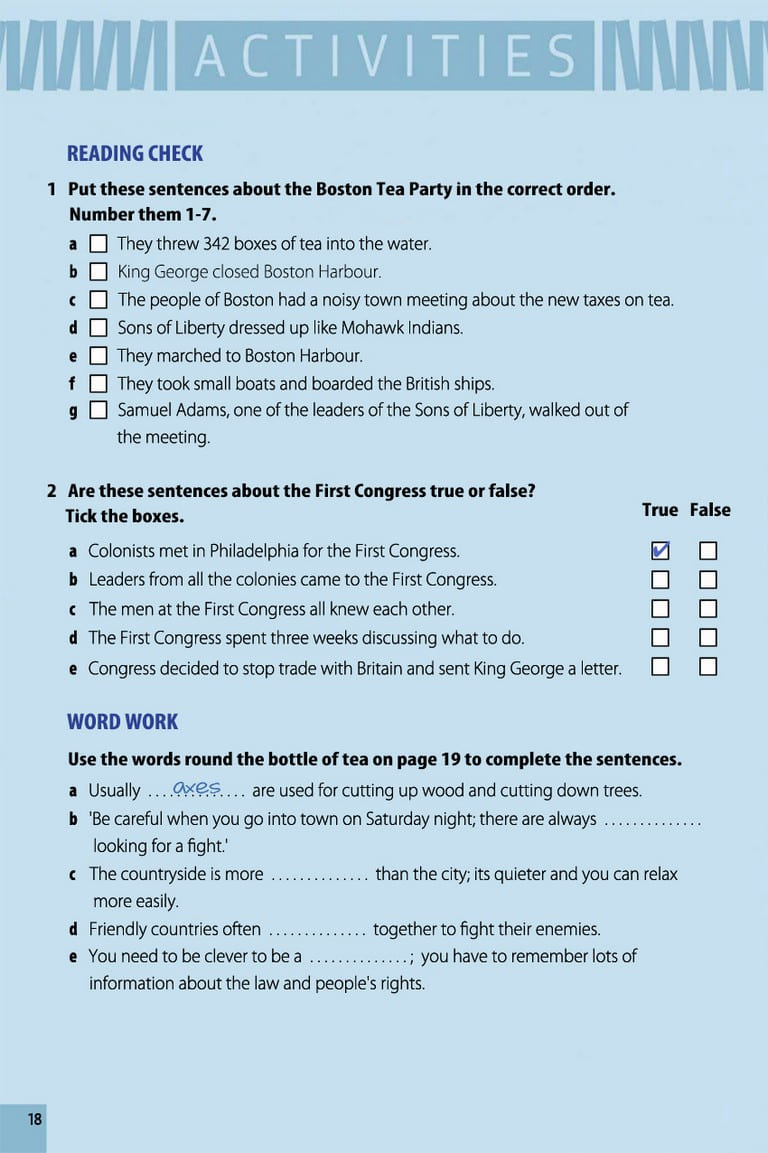 ACTIVITIES
READING CHECK
1 Put these sentences about the Boston Tea Party in the correct order.
Number them 1-7.
a They threw 342 boxes of tea into the water.
b King George closed Boston Harbour.
c The people of Boston had a noisy town meeting about the new taxes on tea.
d Sons of Liberty dressed up like Mohawk Indians.
e They marched to Boston Harbour.
f They took small boats and boarded the British ships.
g Samuel Adams, one of the leaders of the Sons of Liberty, walked out of
the meeting.
2 Are these sentences about the First Congress true or false?
Tick the boxes. True False
a Colonists met in Philadelphia for the First Congress. ✓
b Leaders from all the colonies came to the First Congress.
c The men at the First Congress all knew each other.
d The First Congress spent three weeks discussing what to do.
e Congress decided to stop trade with Britain and sent King George a letter.
WORD WORK
Use the words round the bottle of tea on page 19 to complete the sentences.
a Usually ....axes.... are used for cutting up wood and cutting down trees.
b 'Be careful when you go into town on Saturday night; there are always ..............
looking for a fight.'
c The countryside is more .............. than the city; its quieter and you can relax
more easily.
d Friendly countries often .............. together to fight their enemies.
e You need to be clever to be a ..............; you have to remember lots of
information about the law and people's rights.
18